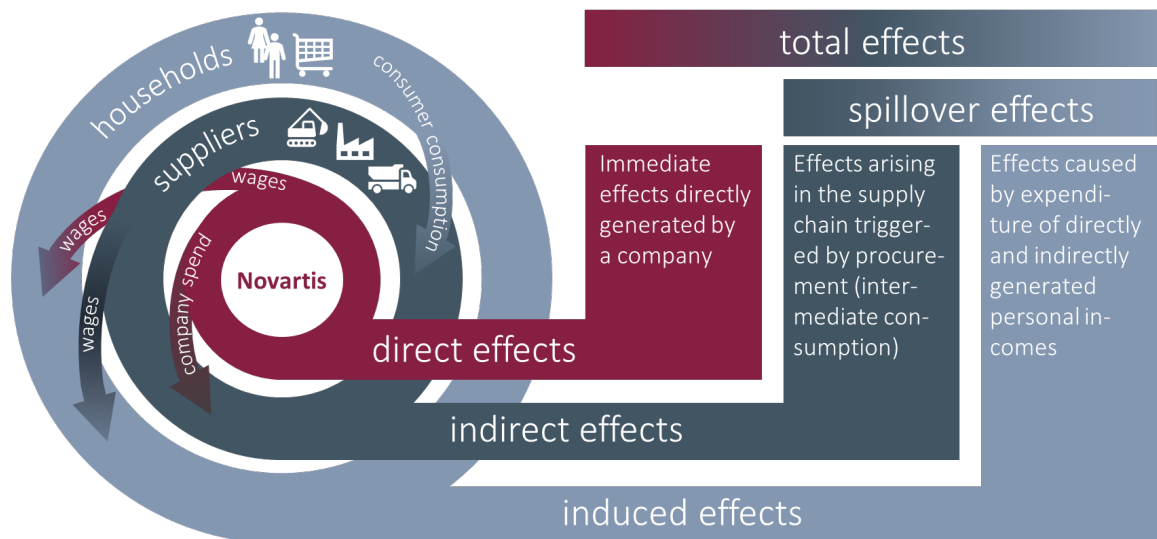 households
suppliers
wages
wages
wages
company spend
consumer consumption
Novartis
total effects
spillover effects
Immediate
effects directly
generated by
a company
Effects arising
in the supply
chain trigger-
ed by procure-
ment (inter-
mediate con-
sumption)
Effects caused
by expendi-
ture of directly
and indirectly
generated
personal in-
comes
direct effects
indirect effects
induced effects